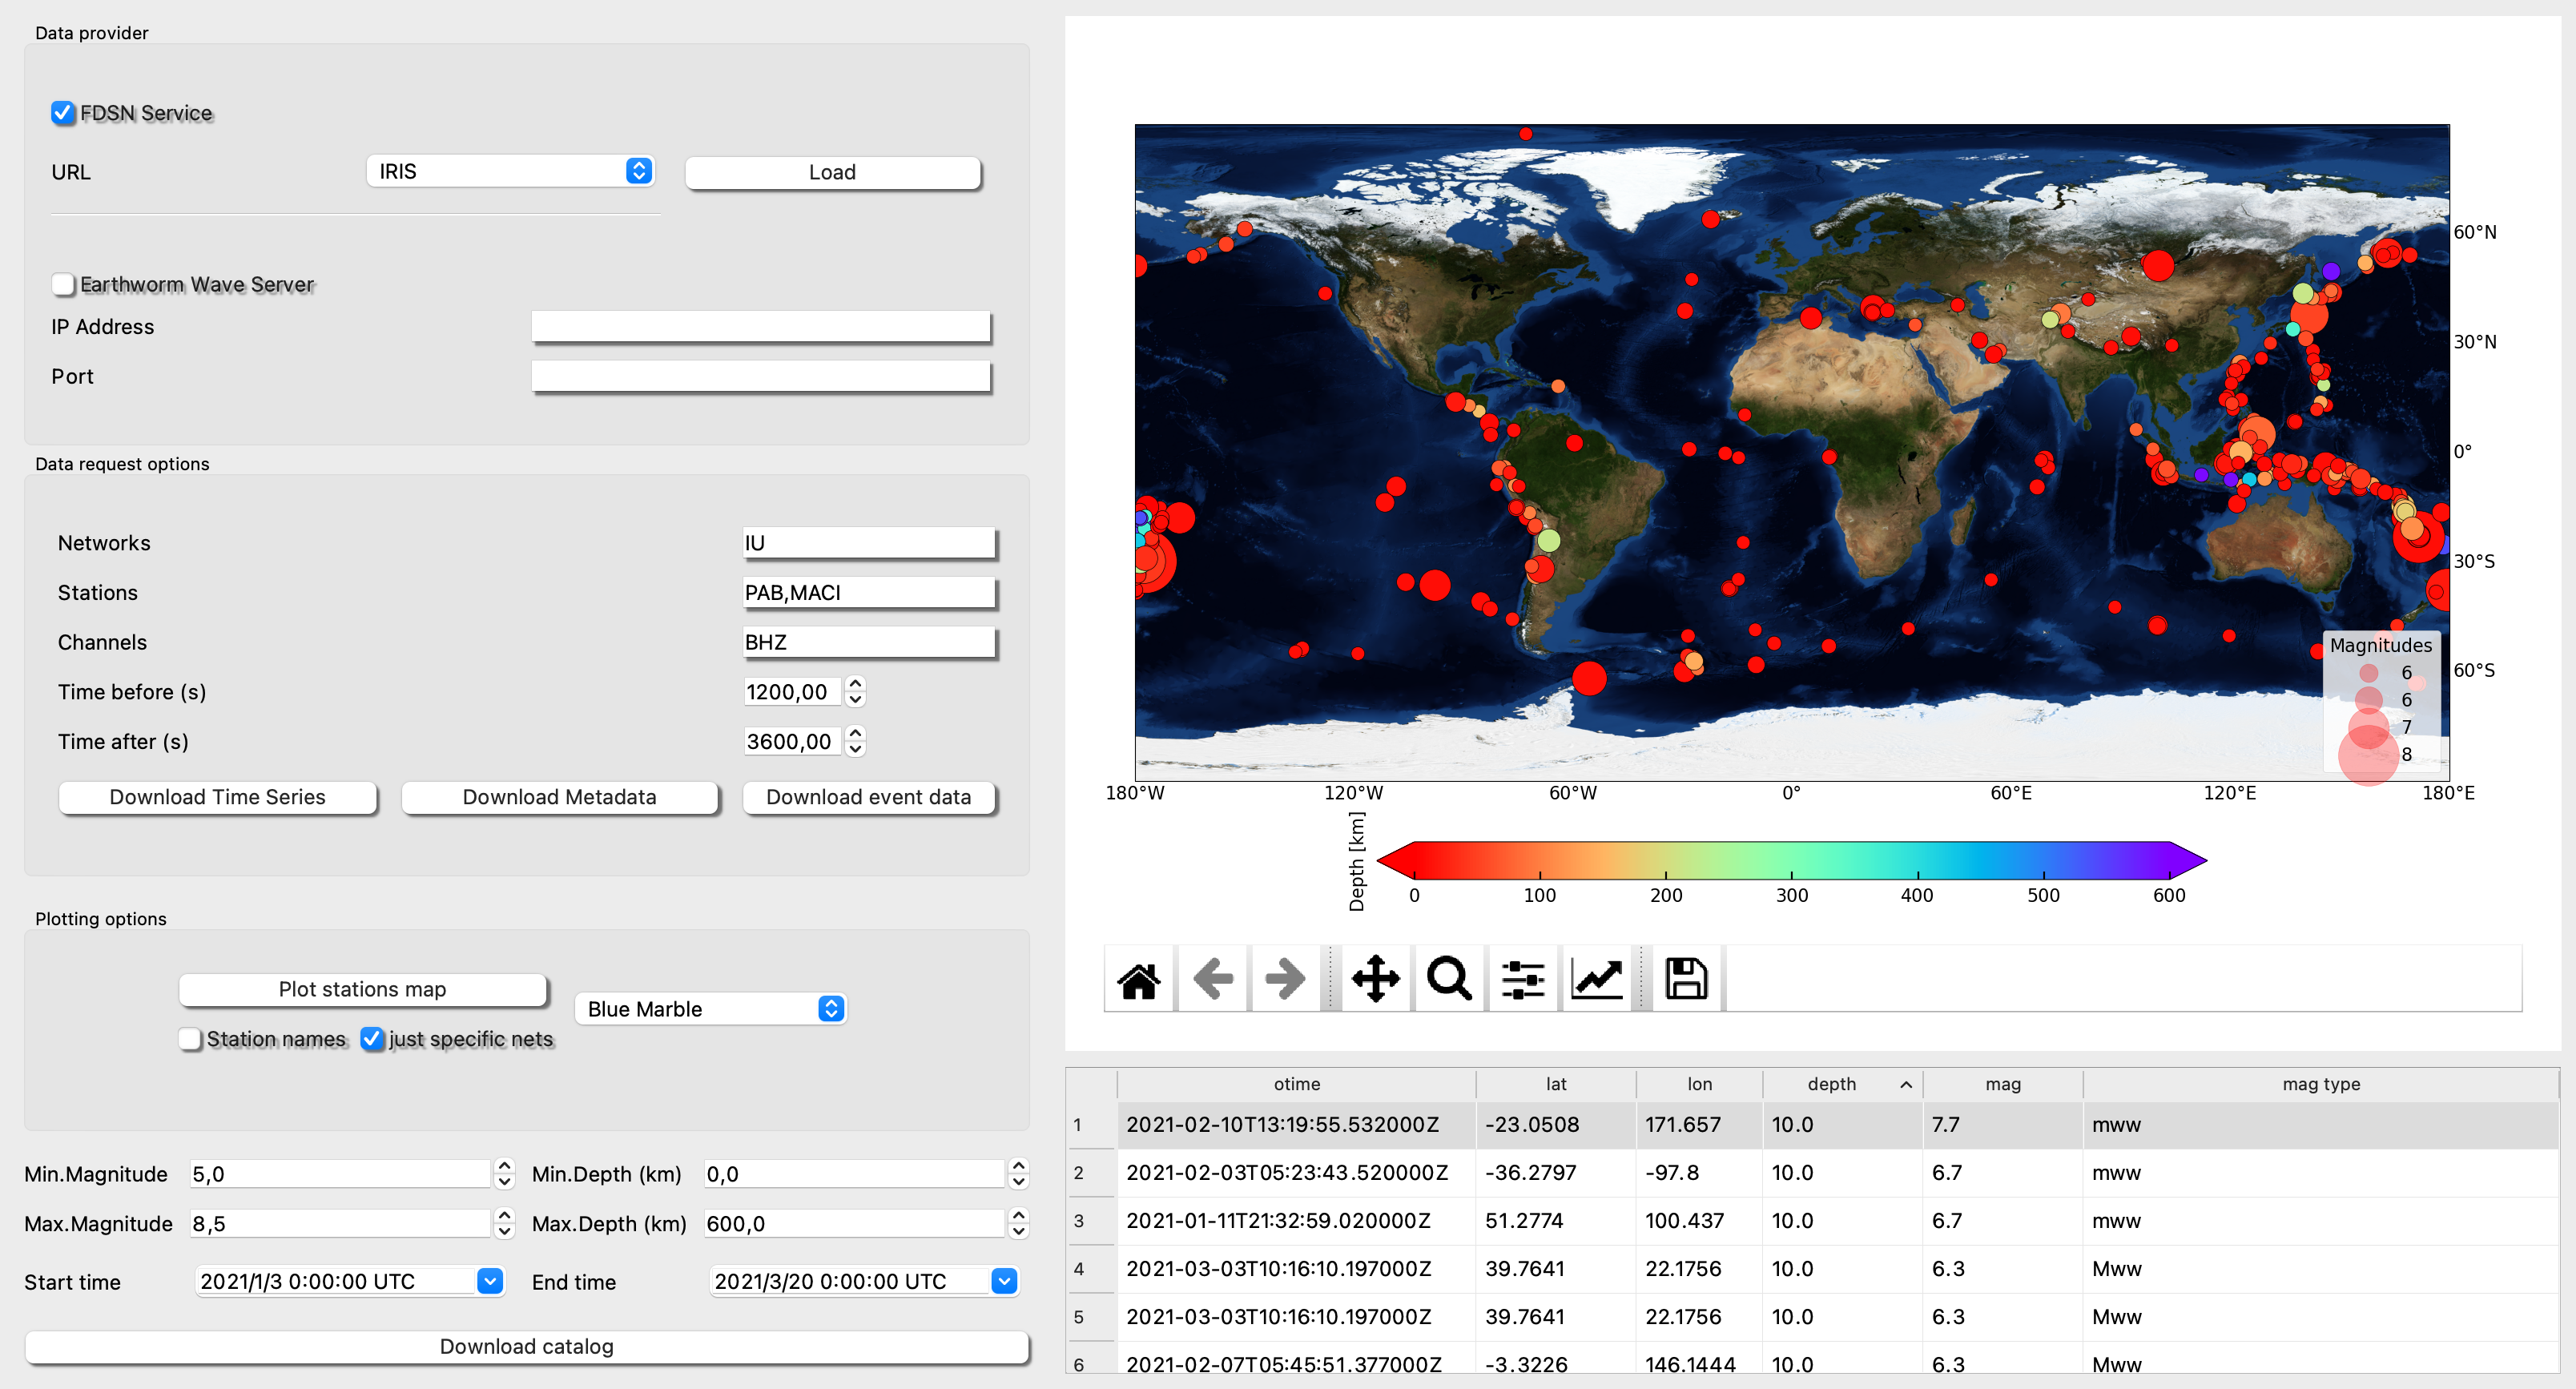 Data provider
FDSN Service
URL IRIS Load
Earthworm Wave Server
IP Address
Port
Data request options
Networks IU
Stations PAB,MACI
Channels BHZ
Time before (s) 1200,00
Time after (s) 3600,00
Download Time Series Download Metadata Download event data
Plotting options
Plot stations map
Blue Marble
Station names just specific nets
Min.Magnitude 5,0 Min.Depth (km) 0,0
Max.Magnitude 8,5 Max.Depth (km) 600,0
Start time 2021/1/3 0:00:00 UTC End time 2021/3/20 0:00:00 UTC
Download catalog
60°N
30°N
0°
30°S
60°S
Magnitudes
6
6
7
8
180°W 120°W 60°W 0° 60°E 120°E 180°E
Depth [km]
0 100 200 300 400 500 600
otime lat lon depth mag mag type
1 2021-02-10T13:19:55.532000Z -23.0508 171.657 10.0 7.7 mww
2 2021-02-03T05:23:43.520000Z -36.2797 -97.8 10.0 6.7 mww
3 2021-01-11T21:32:59.020000Z 51.2774 100.437 10.0 6.7 mww
4 2021-03-03T10:16:10.197000Z 39.7641 22.1756 10.0 6.3 Mww
5 2021-03-03T10:16:10.197000Z 39.7641 22.1756 10.0 6.3 Mww
6 2021-02-07T05:45:51.377000Z -3.3226 146.1444 10.0 6.3 Mww